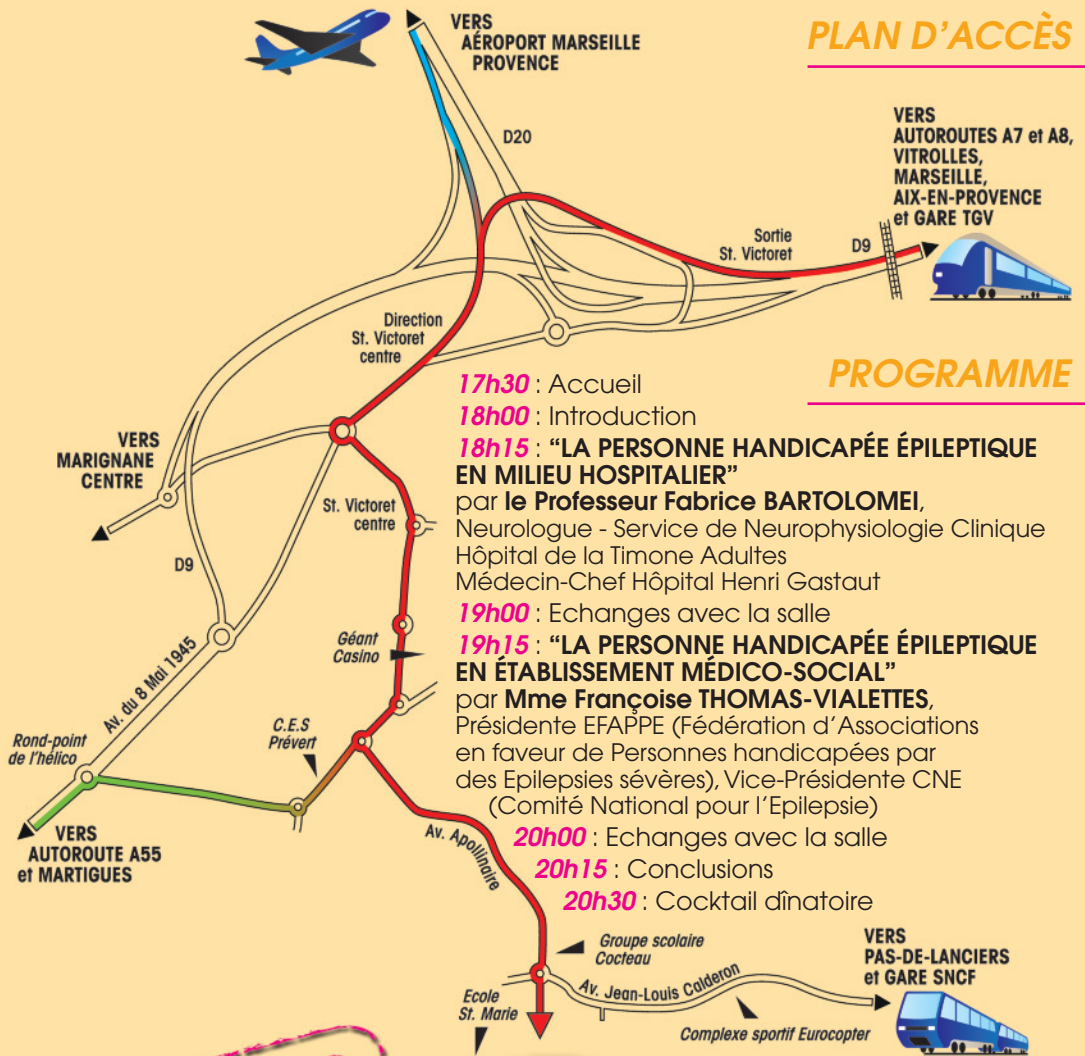 PLAN D'ACCÈS
VERS
AÉROPORT MARSEILLE
PROVENCE
D20
VERS
AUTOROUTES A7 et A8,
VITROLLES,
MARSEILLE,
AIX-EN-PROVENCE
et GARE TGV
Sortie
St. Victoret
D9
Direction
St. Victoret
centre
VERS
MARIGNANE
CENTRE
St. Victoret
centre
D9
Géant
Casino
Av. du 8 Mai 1945
C.E.S
Prévert
Rond-point
de l'hélico
VERS
AUTOROUTE A55
et MARTIGUES
Av. Apollinaire
PROGRAMME
17h30 : Accueil
18h00 : Introduction
18h15 : “LA PERSONNE HANDICAPÉE ÉPILEPTIQUE
EN MILIEU HOSPITALIER”
par le Professeur Fabrice BARTOLOMEI,
Neurologue - Service de Neurophysiologie Clinique
Hôpital de la Timone Adultes
Médecin-Chef Hôpital Henri Gastaut
19h00 : Echanges avec la salle
19h15 : “LA PERSONNE HANDICAPÉE ÉPILEPTIQUE
EN ÉTABLISSEMENT MÉDICO-SOCIAL”
par Mme Françoise THOMAS-VIALETTES,
Présidente EFAPPE (Fédération d'Associations
en faveur de Personnes handicapées par
des Epilepsies sévères), Vice-Présidente CNE
(Comité National pour l'Epilepsie)
20h00 : Echanges avec la salle
20h15 : Conclusions
20h30 : Cocktail dînatoire
Groupe scolaire
Cocteau
Ecole
St. Marie
Av. Jean-Louis Calderon
Complexe sportif Eurocopter
VERS
PAS-DE-LANCIERS
et GARE SNCF